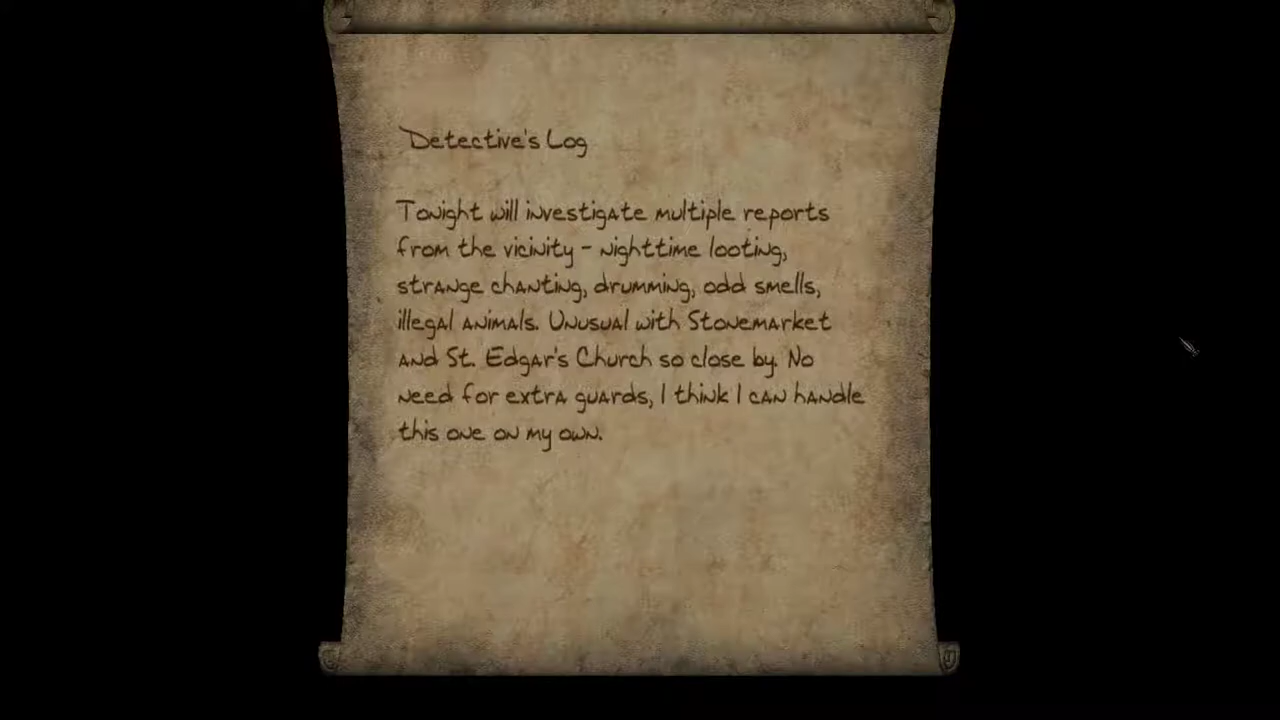 Detective's Log
Tonight will investigate multiple reports
from the vicinity - nighttime looting,
strange chanting, drumming, odd smells,
illegal animals. Unusual with Stonemarket
and St. Edgar's Church so close by. No
need for extra guards, I think I can handle
this one on my own.